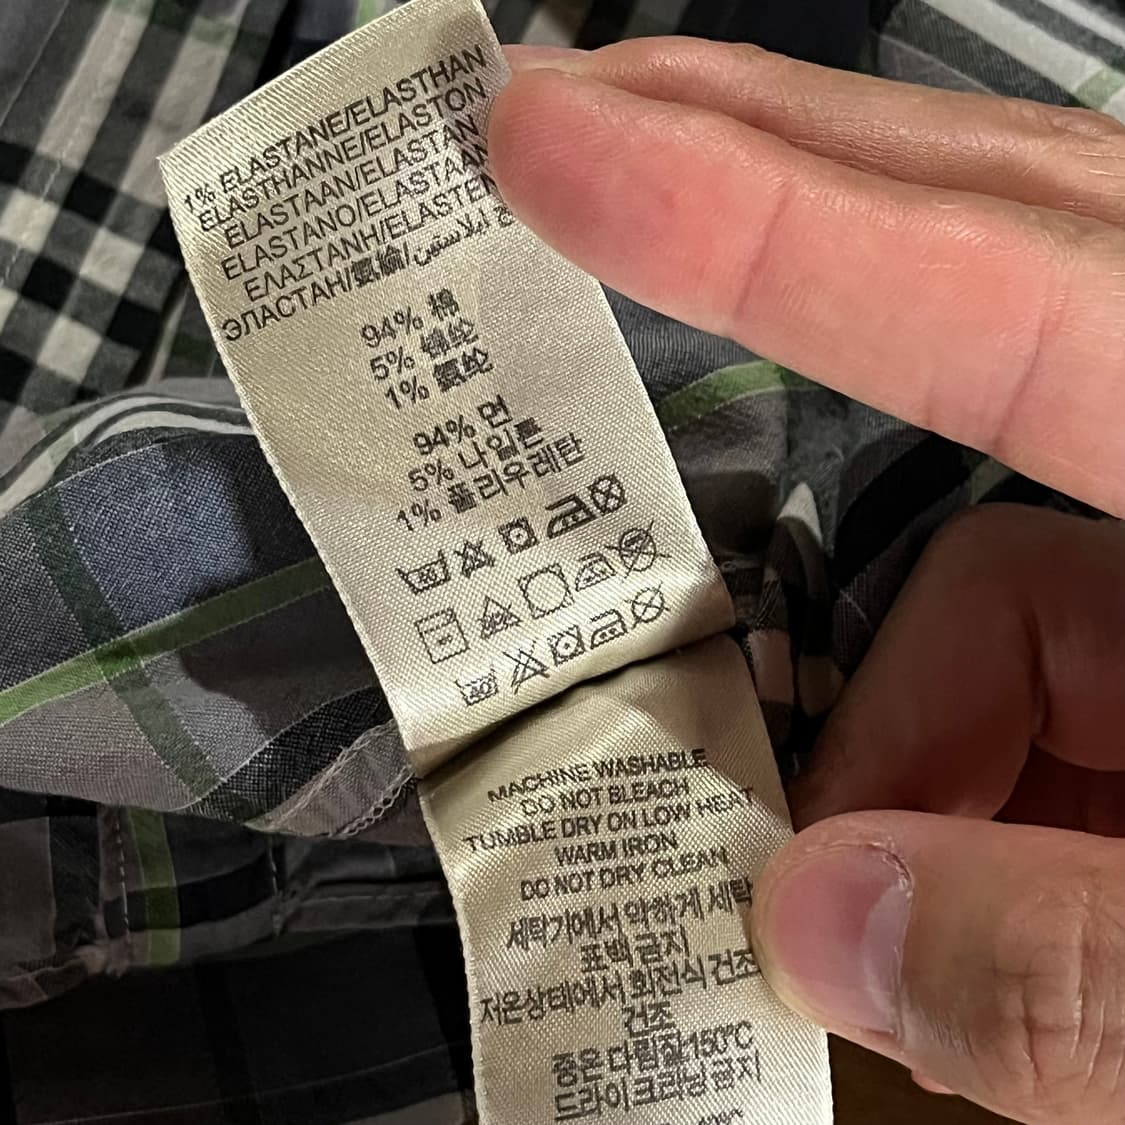 1% ELASTANE/ELASTHAN
ELASTHANNE/ELASTON
ELASTAAN/ELASTAN
ELASTANO/ELASTAAN
ΕΛΑΣΤΑΝΗ/ELASTEN
ЭЛАСТАН/氨綸/ايلاستين
94% 棉
5% 锦纶
1% 氨纶
94% 면
5% 나일론
1% 폴리우레탄
40
MACHINE WASHABLE
DO NOT BLEACH
TUMBLE DRY ON LOW HEAT
WARM IRON
DO NOT DRY CLEAN
세탁기에서 약하게 세탁
표백 금지
저온상태에서 회전식 건조
건조
중온 다림질 150°C
드라이크리닝 금지